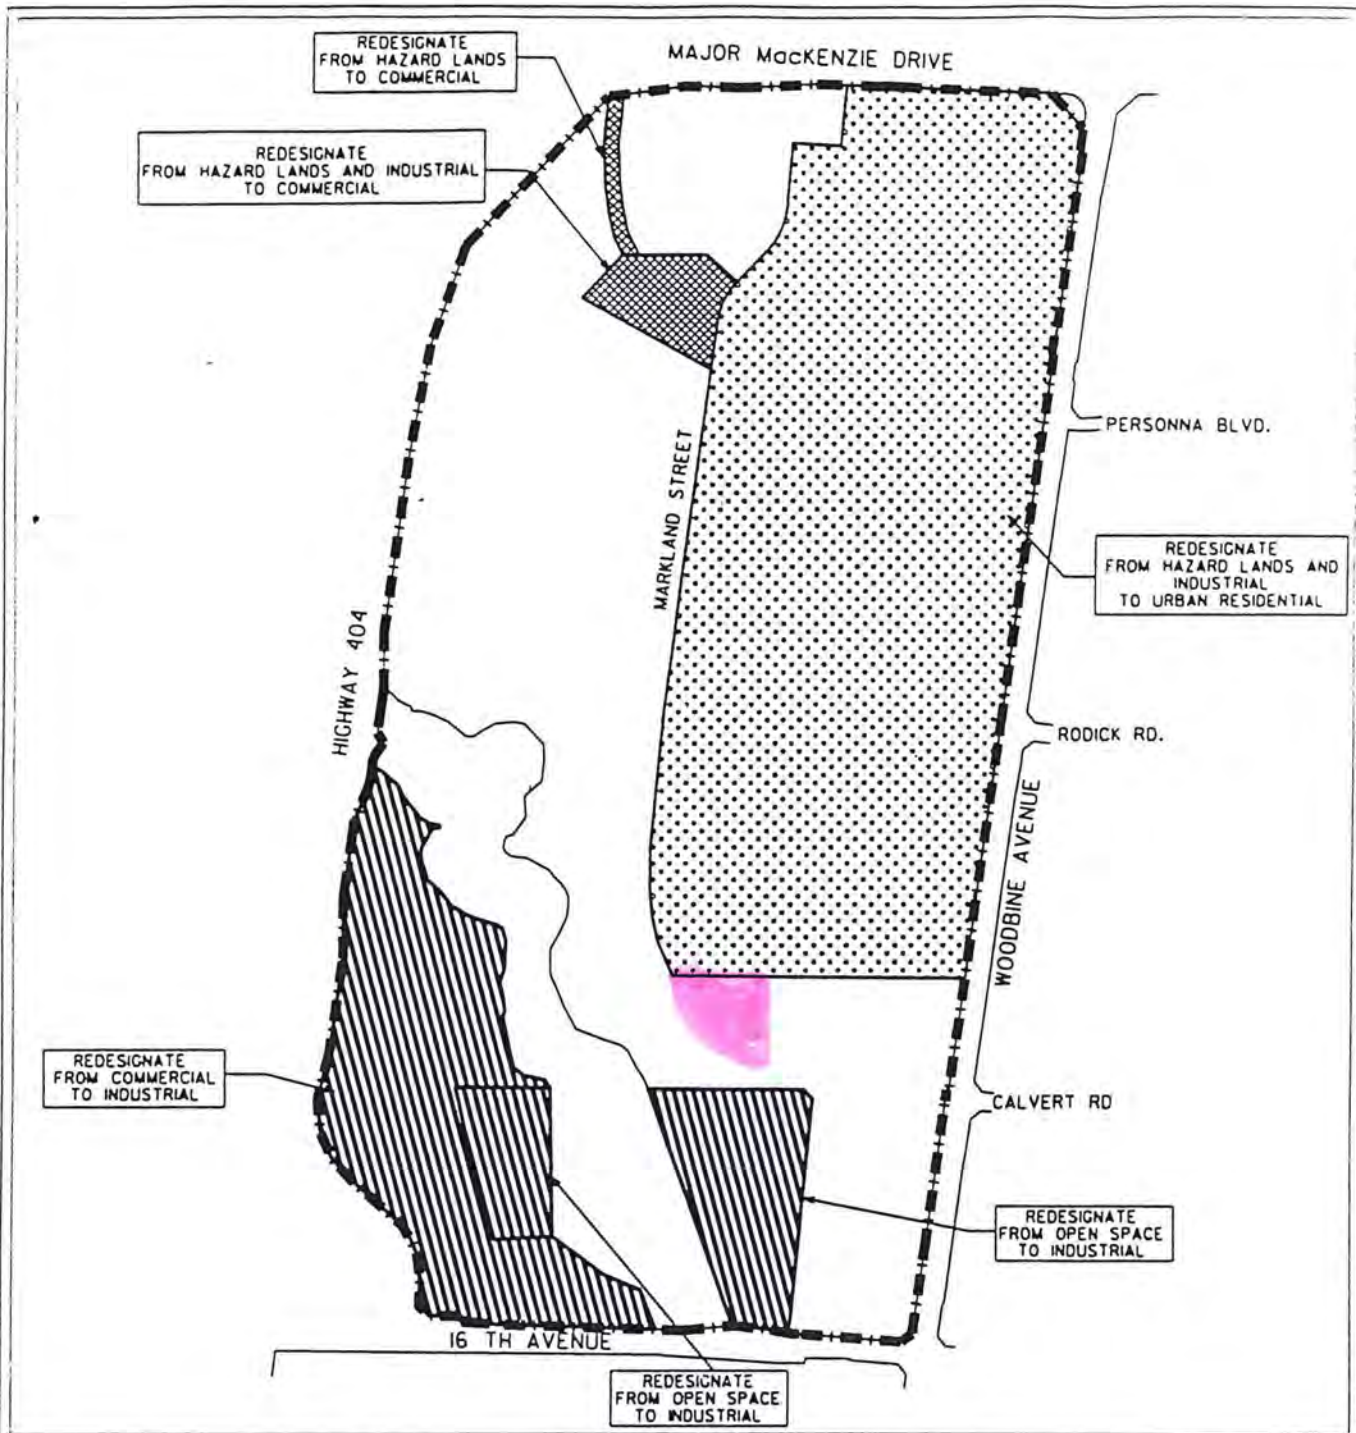 REDESIGNATE
FROM HAZARD LANDS
TO COMMERCIAL
MAJOR MacKENZIE DRIVE
REDESIGNATE
FROM HAZARD LANDS AND INDUSTRIAL
TO COMMERCIAL
PERSONNA BLVD.
MARKLAND STREET
REDESIGNATE
FROM HAZARD LANDS AND
INDUSTRIAL
TO URBAN RESIDENTIAL
HIGHWAY 404
RODICK RD.
WOODBINE AVENUE
REDESIGNATE
FROM COMMERCIAL
TO INDUSTRIAL
CALVERT RD
REDESIGNATE
FROM OPEN SPACE
TO INDUSTRIAL
16 TH AVENUE
REDESIGNATE
FROM OPEN SPACE
TO INDUSTRIAL